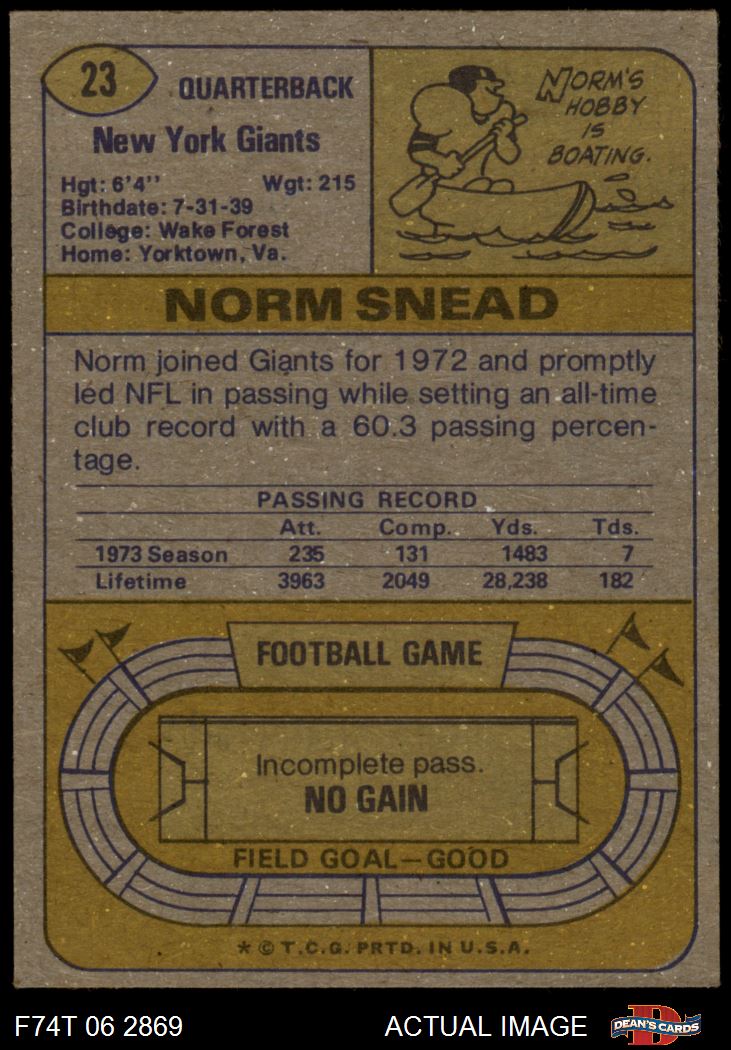 23
QUARTERBACK
New York Giants
Hgt: 6'4'' Wgt: 215
Birthdate: 7-31-39
College: Wake Forest
Home: Yorktown, Va.
NORM'S
HOBBY
IS
BOATING.
NORM SNEAD
Norm joined Giants for 1972 and promptly
led NFL in passing while setting an all-time
club record with a 60.3 passing percen-
tage.
PASSING RECORD
Att. Comp. Yds. Tds.
1973 Season 235 131 1483 7
Lifetime 3963 2049 28,238 182
FOOTBALL GAME
Incomplete pass.
NO GAIN
FIELD GOAL—GOOD
* © T.C.G. PRTD. IN U.S.A.
F74T 06 2869 ACTUAL IMAGE
D
DEAN'S CARDS